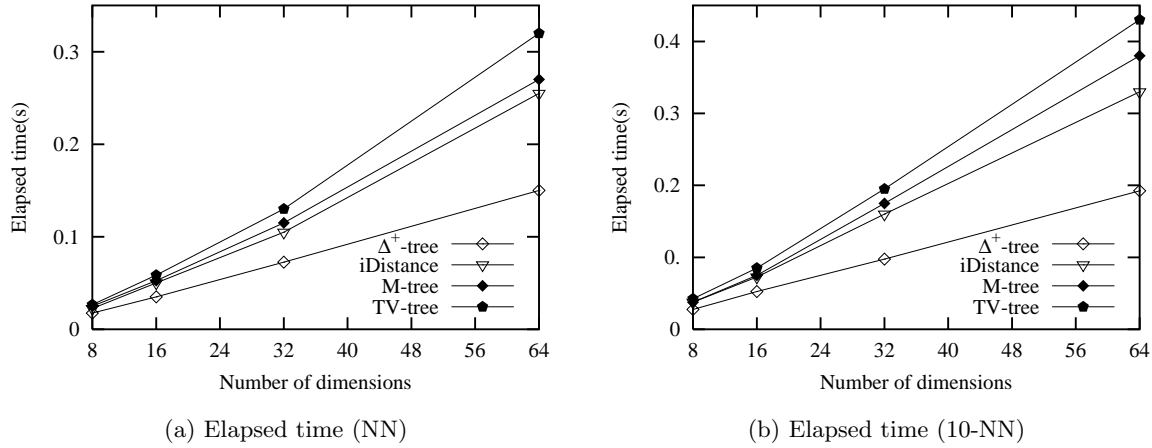 Elapsed time(s)
0.3
0.2
0.1
0
8 16 24 32 40 48 56 64
Number of dimensions
Δ+-tree
iDistance
M-tree
TV-tree
(a) Elapsed time (NN)
Elapsed time(s)
0.4
0.3
0.2
0.
0
8 16 24 32 40 48 56 64
Number of dimensions
Δ+-tree
iDistance
M-tree
TV-tree
(b) Elapsed time (10-NN)